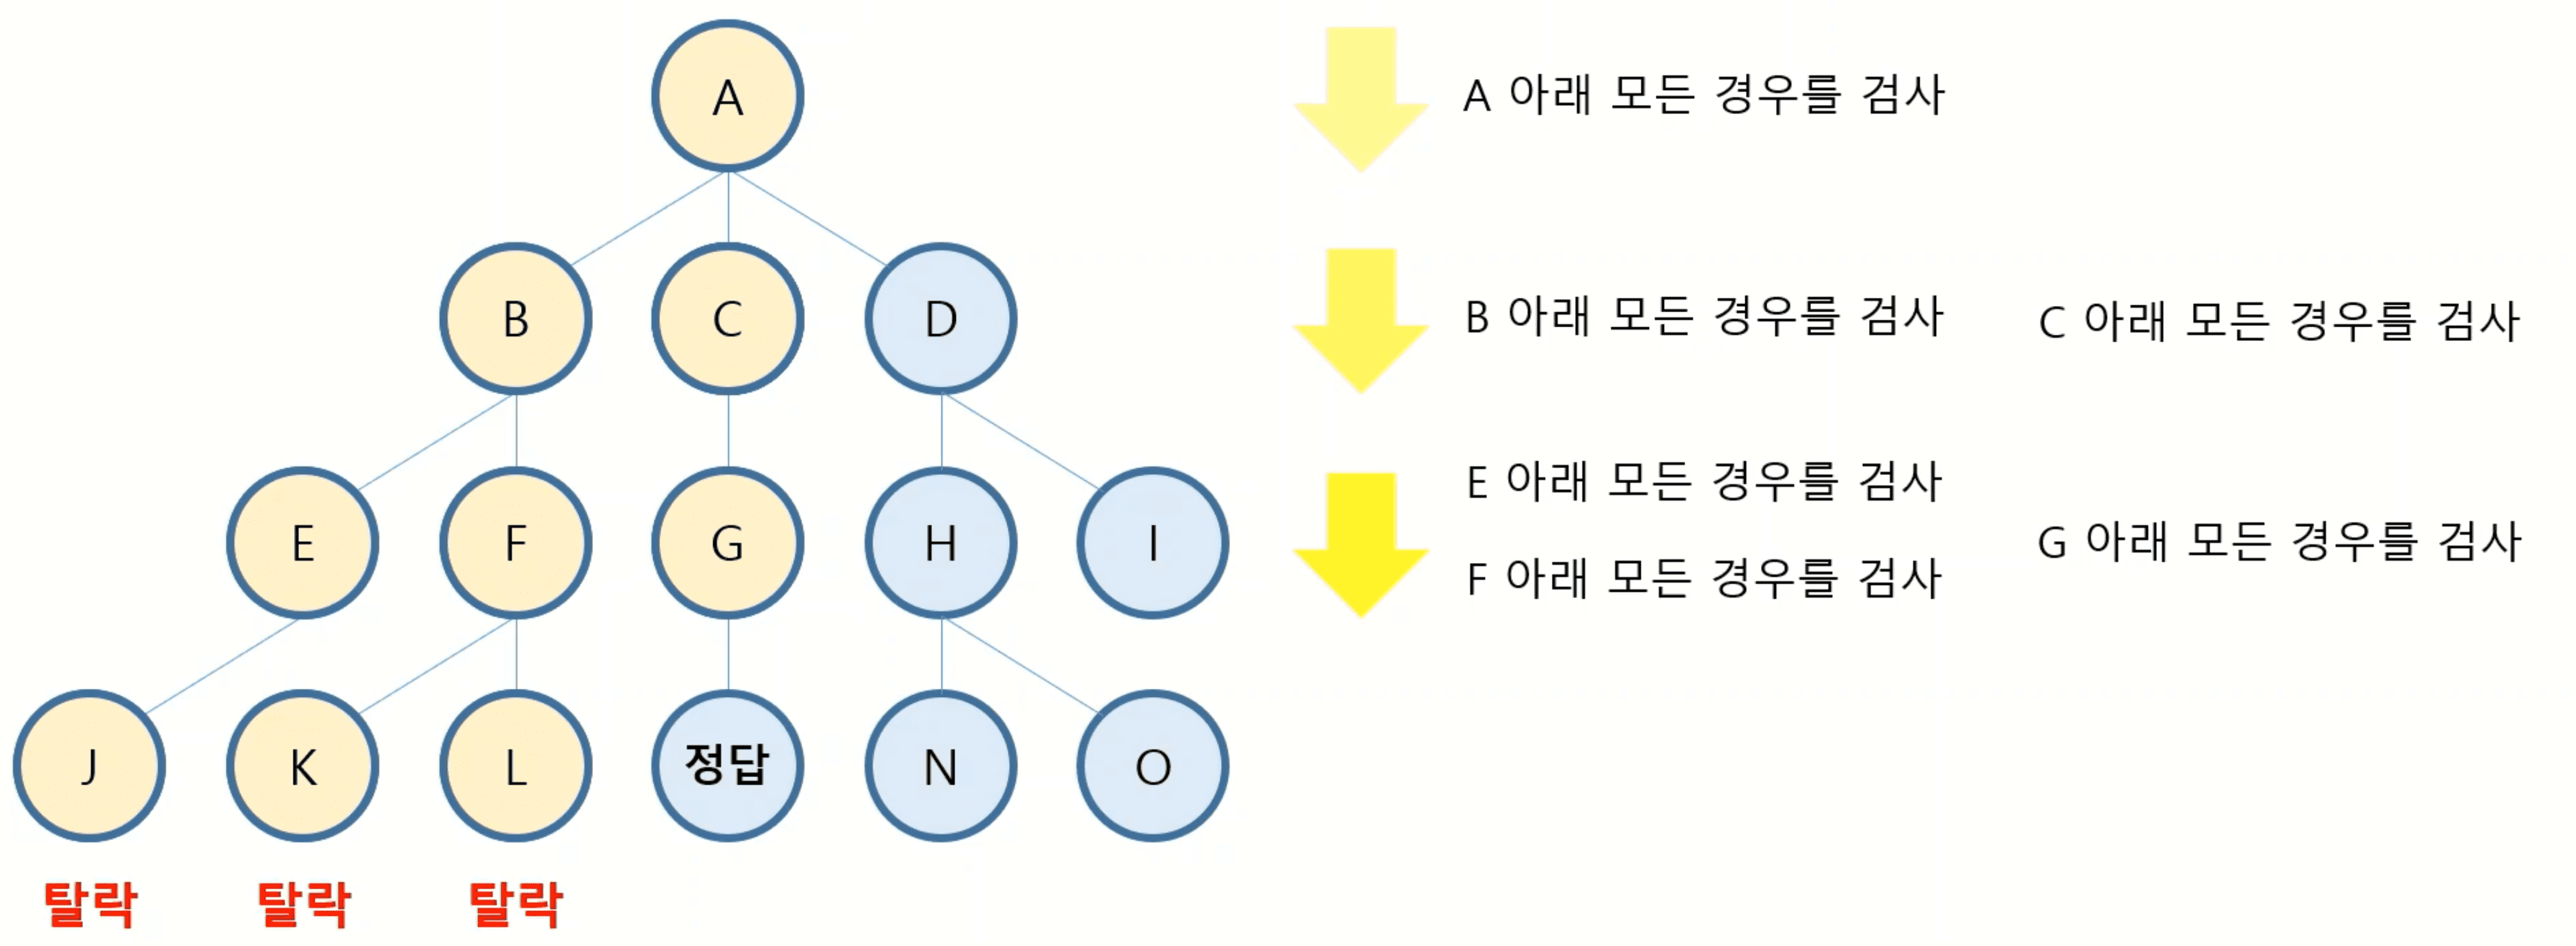 A
A 아래 모든 경우를 검사
B
C
D
B 아래 모든 경우를 검사
C 아래 모든 경우를 검사
E
F
G
H
I
E 아래 모든 경우를 검사
F 아래 모든 경우를 검사
G 아래 모든 경우를 검사
J
K
L
정답
N
O
탈락
탈락
탈락